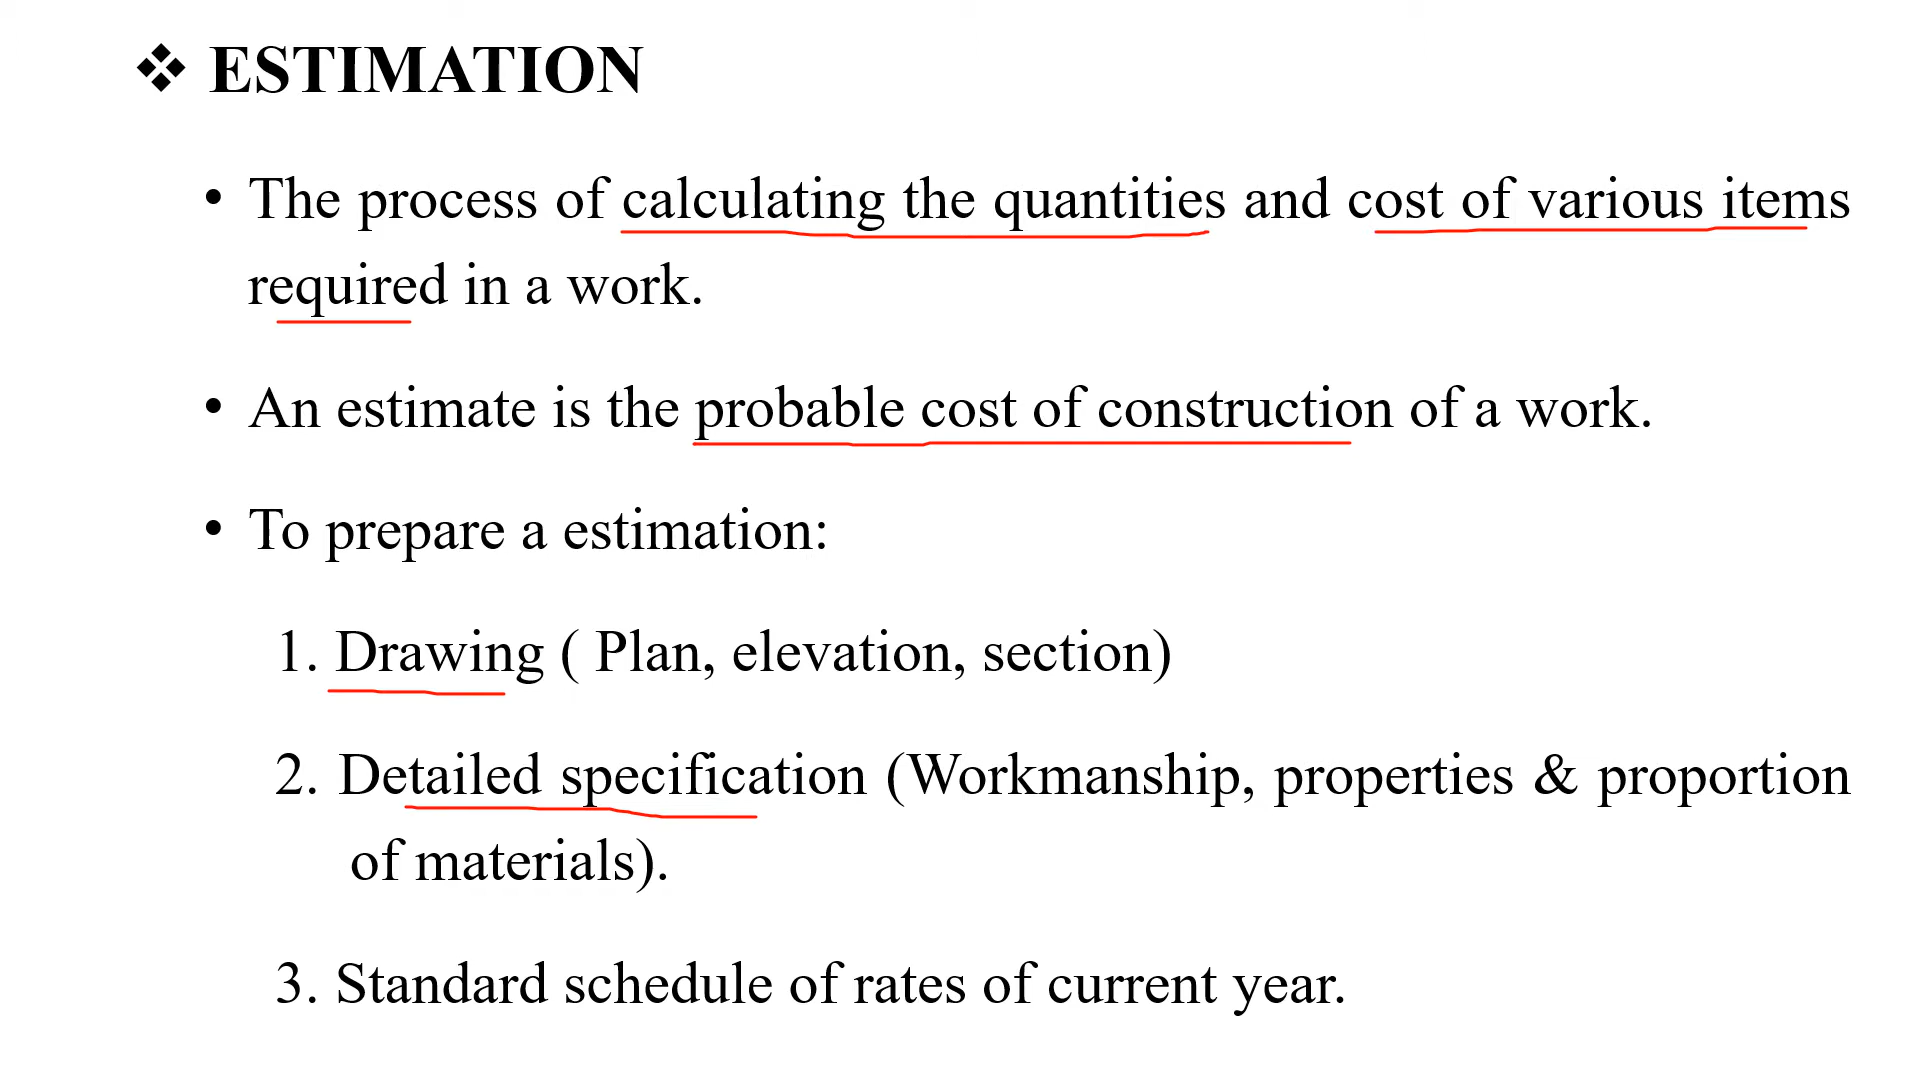 ❖ ESTIMATION
• The process of calculating the quantities and cost of various items
required in a work.
• An estimate is the probable cost of construction of a work.
• To prepare a estimation:
1. Drawing ( Plan, elevation, section)
2. Detailed specification (Workmanship, properties & proportion
of materials).
3. Standard schedule of rates of current year.